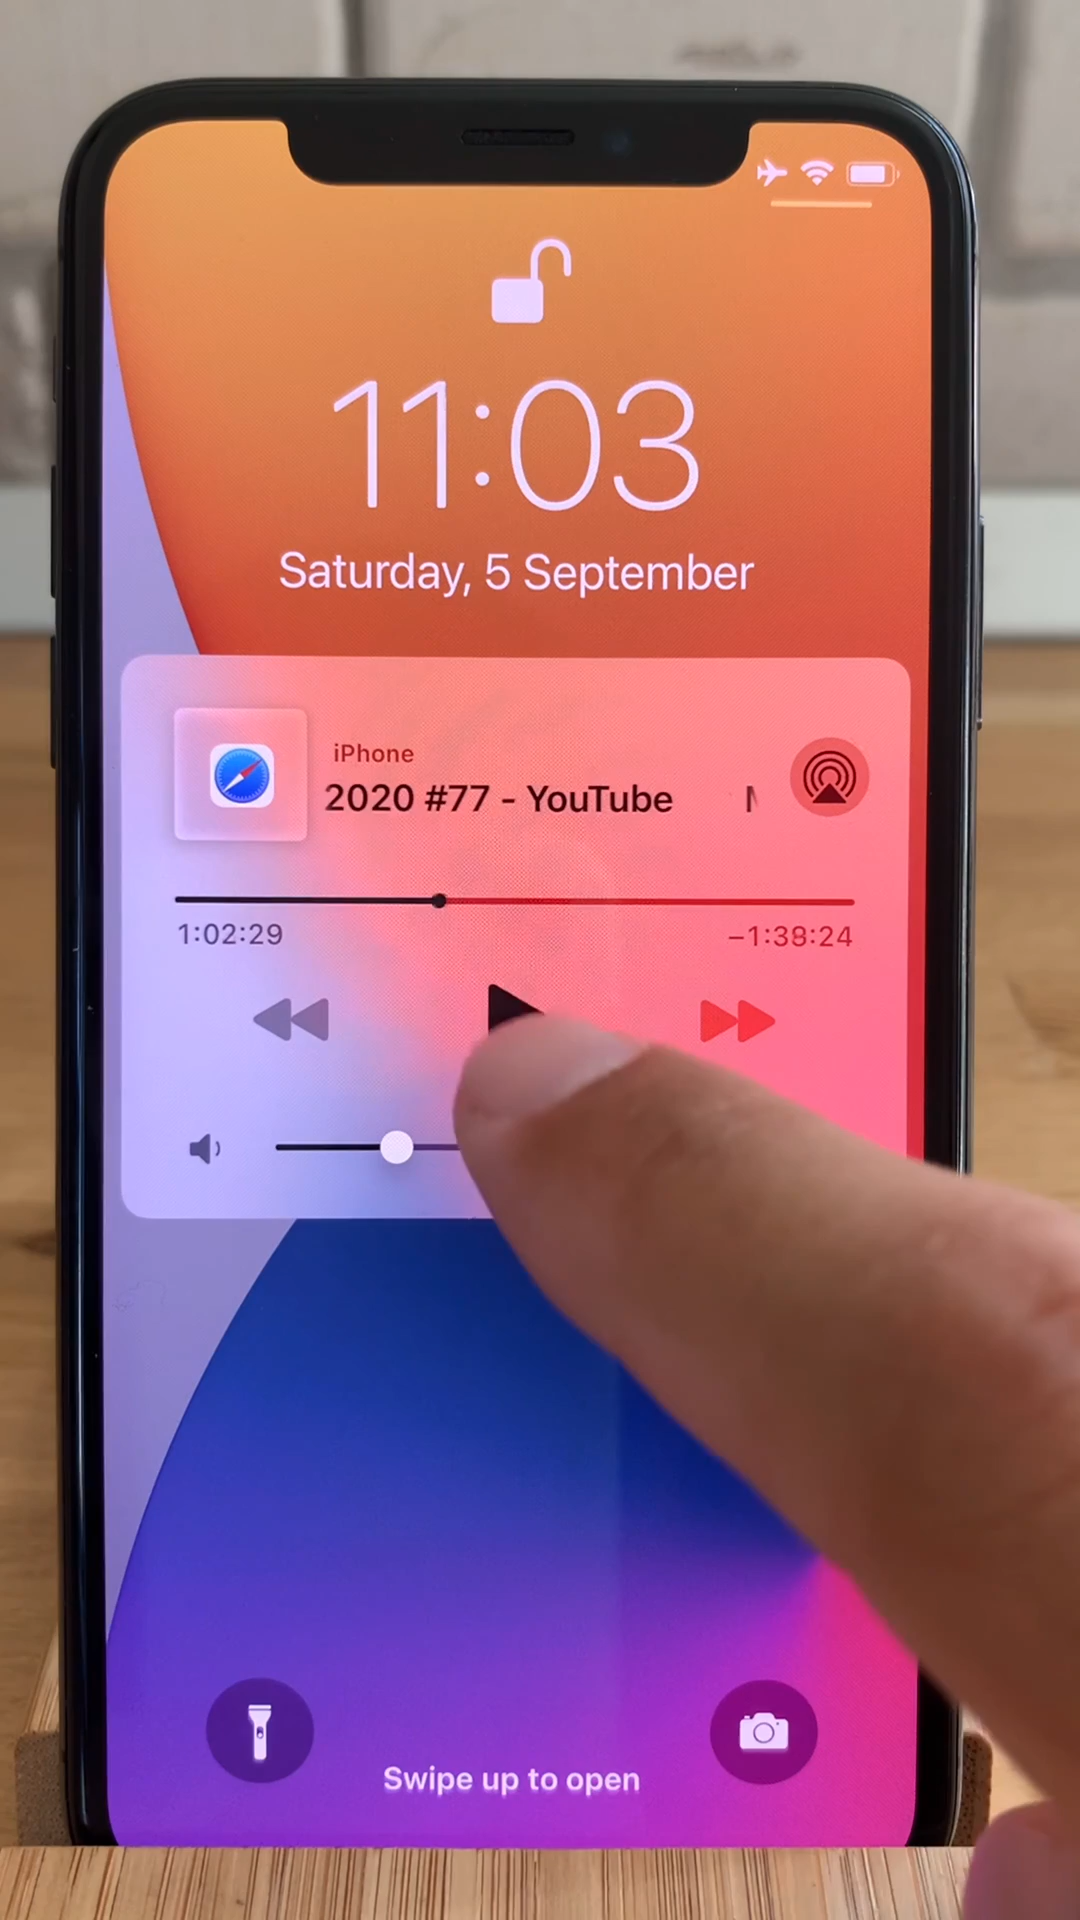 11:03
Saturday, 5 September
iPhone
2020 #77 - YouTube
1:02:29
–1:38:24
Swipe up to open